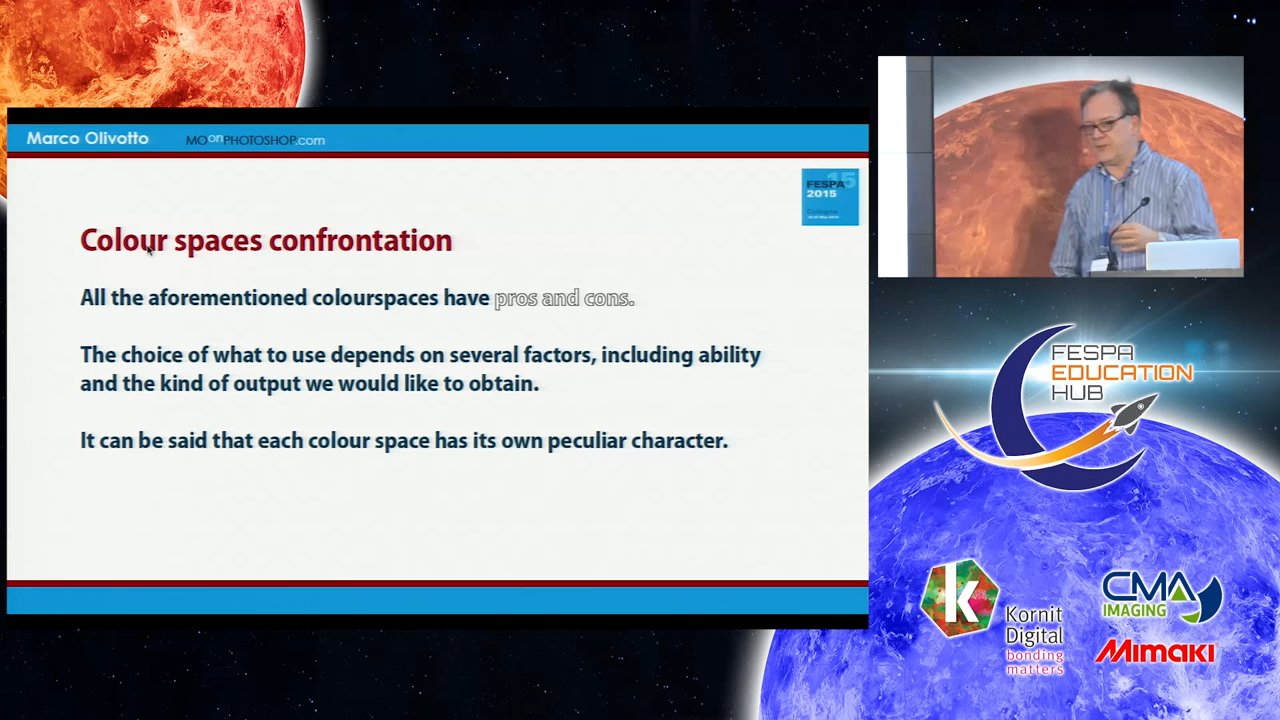 Marco Olivotto
MOonPHOTOSHOP.com
FESPA 15
2015
Colour spaces confrontation
All the aforementioned colourspaces have pros and cons.
The choice of what to use depends on several factors, including ability
and the kind of output we would like to obtain.
It can be said that each colour space has its own peculiar character.
FESPA
EDUCATION
HUB
k
Kornit
Digital
bonding
matters
CMA
IMAGING
Mimaki